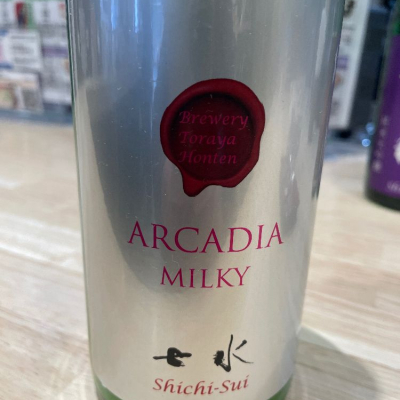 Brewery
Toraya
Honten
ARCADIA
MILKY
七水
Shichi-Sui